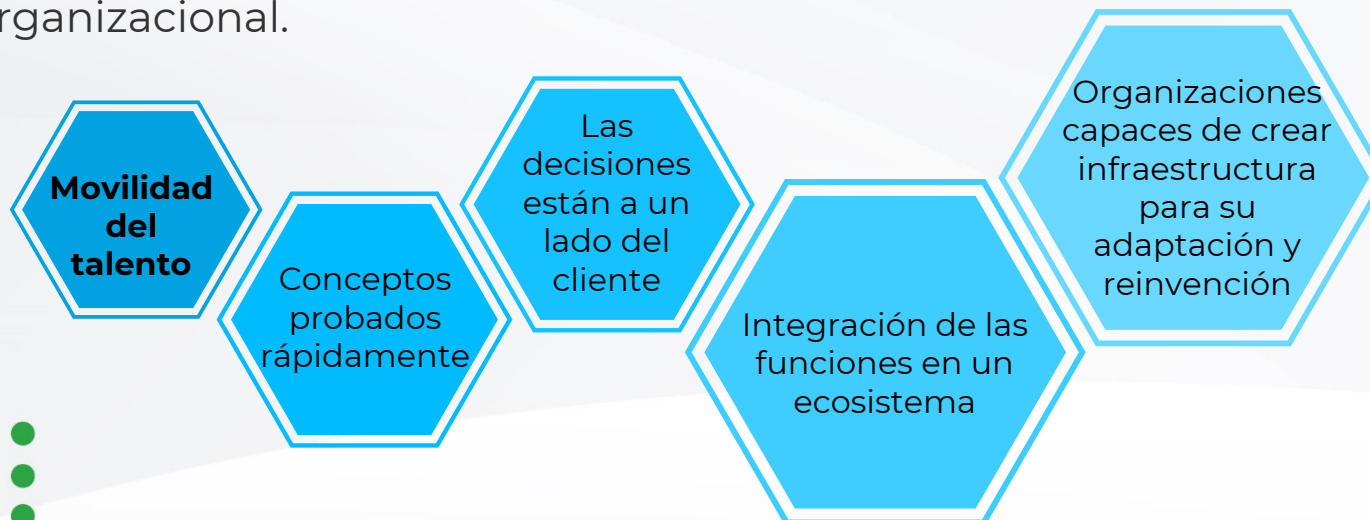 rganizacional.
Movilidad
del
talento
Conceptos
probados
rápidamente
Las
decisiones
están a un
lado del
cliente
Integración de las
funciones en un
ecosistema
Organizaciones
capaces de crear
infraestructura
para su
adaptación y
reinvención